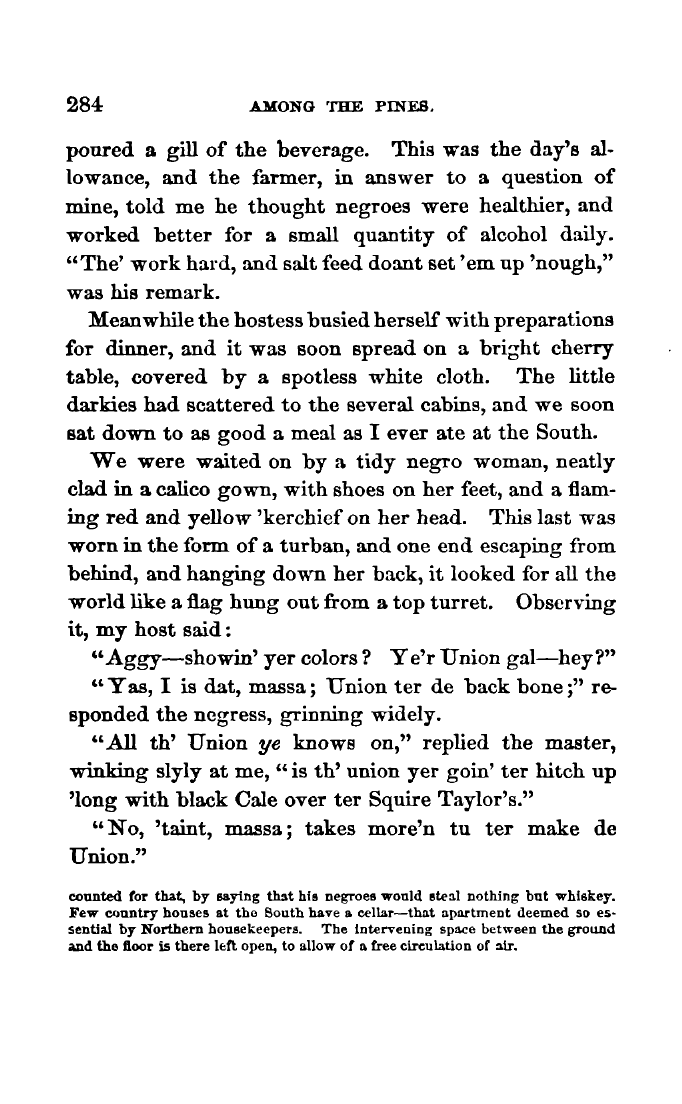 284 AMONG THE PINES.
poured a gill of the beverage. This was the day's al-
lowance, and the farmer, in answer to a question of
mine, told me he thought negroes were healthier, and
worked better for a small quantity of alcohol daily.
"The' work hard, and salt feed doant set 'em up 'nough,"
was his remark.
Meanwhile the hostess busied herself with preparations
for dinner, and it was soon spread on a bright cherry
table, covered by a spotless white cloth. The little
darkies had scattered to the several cabins, and we soon
sat down to as good a meal as I ever ate at the South.
We were waited on by a tidy negro woman, neatly
clad in a calico gown, with shoes on her feet, and a flam-
ing red and yellow 'kerchief on her head. This last was
worn in the form of a turban, and one end escaping from
behind, and hanging down her back, it looked for all the
world like a flag hung out from a top turret. Observing
it, my host said:
"Aggy—showin' yer colors? Ye'r Union gal—hey?"
"Yas, I is dat, massa; Union ter de back bone;" re-
sponded the negress, grinning widely.
"All th' Union ye knows on," replied the master,
winking slyly at me, "is th' union yer goin' ter hitch up
'long with black Cale over ter Squire Taylor's."
"No, 'taint, massa; takes more'n tu ter make de
Union."
counted for that, by saying that his negroes would steal nothing but whiskey.
Few country houses at the South have a cellar—that apartment deemed so es-
sential by Northern housekeepers. The intervening space between the ground
and the floor is there left open, to allow of a free circulation of air.